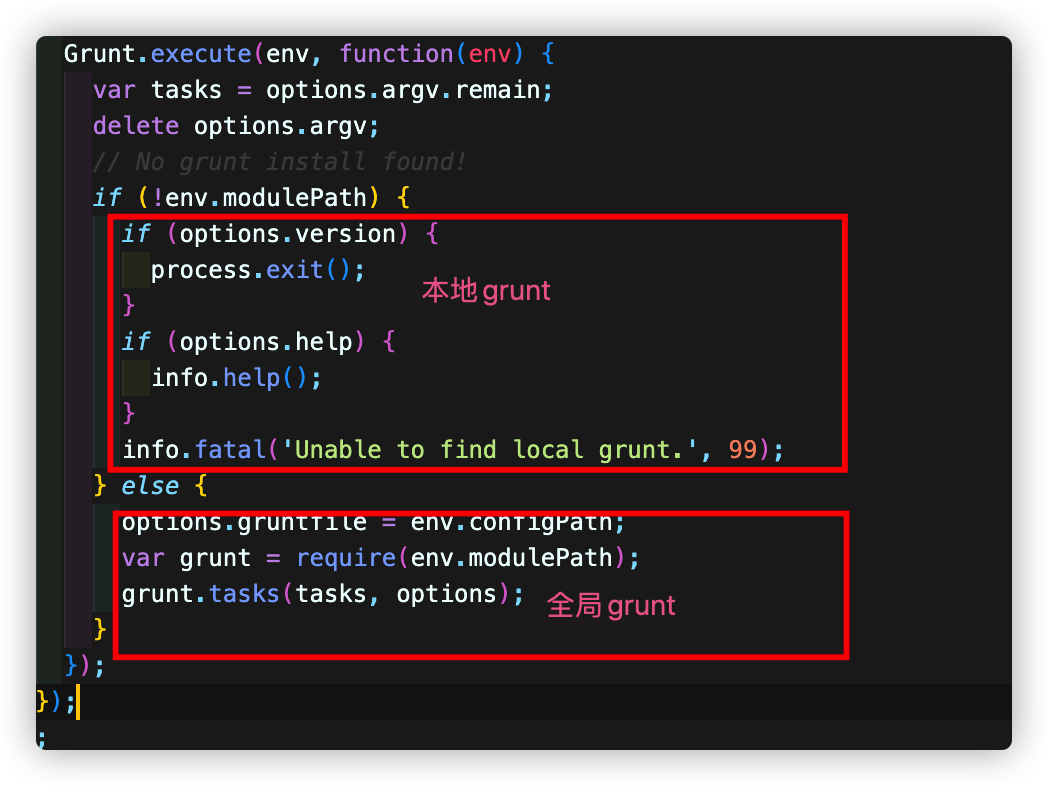 Grunt.execute(env, function(env) {
var tasks = options.argv.remain;
delete options.argv;
// No grunt install found!
if (!env.modulePath) {
if (options.version) {
process.exit();
本地grunt
}
if (options.help) {
info.help();
}
info.fatal('Unable to find local grunt.', 99);
} else {
options.gruntfile = env.configPath;
var grunt = require(env.modulePath);
grunt.tasks(tasks, options);
全局grunt
}
});
});
;